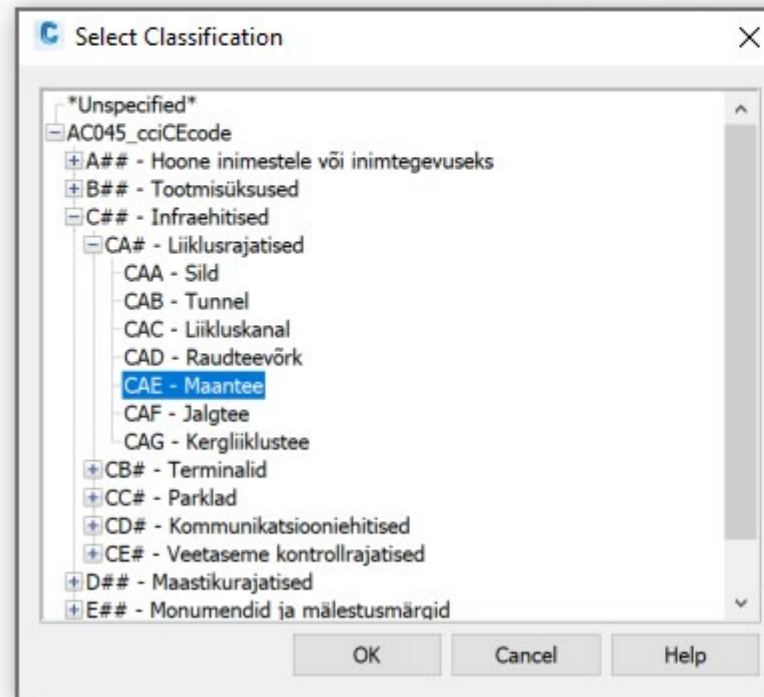 Select Classification
*Unspecified*
AC045_cciCEcode
A## - Hoone inimestele või inimtegevuseks
B## - Tootmisüksused
C## - Infraehitised
CA# - Liiklusrajatised
CAA - Sild
CAB - Tunnel
CAC - Liikluskanal
CAD - Raudteevõrk
CAE - Maantee
CAF - Jalgtee
CAG - Kergliiklustee
CB# - Terminalid
CC# - Parklad
CD# - Kommunikatsiooniehitised
CE# - Veetaseme kontrollrajatised
D## - Maastikurajatised
E## - Monumendid ja mälestusmärgid
OK Cancel Help